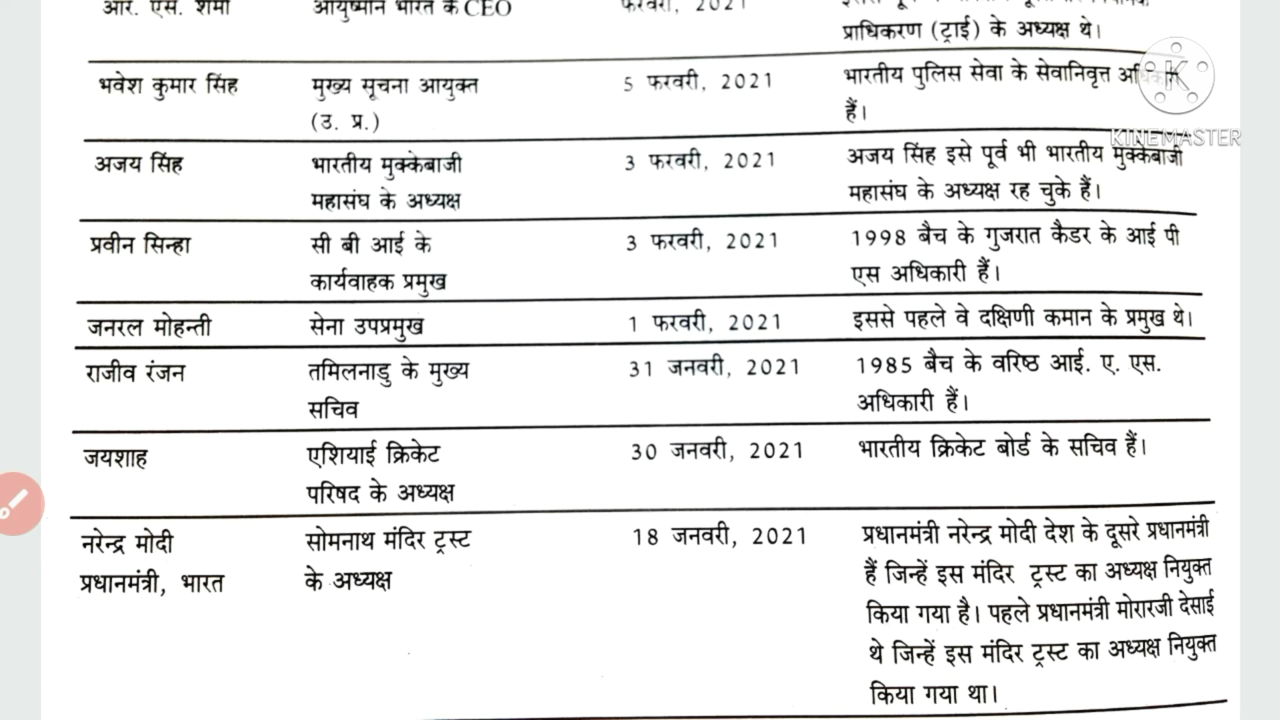 आर. एस. शर्मा आयुष्मान भारत के CEO फरवरी, 2021
प्राधिकरण (ट्राई) के अध्यक्ष थे।
भवेश कुमार सिंह मुख्य सूचना आयुक्त 5 फरवरी, 2021 भारतीय पुलिस सेवा के सेवानिवृत्त
(उ. प्र.) हैं।
KINEMASTER
अजय सिंह भारतीय मुक्केबाजी 3 फरवरी, 2021 अजय सिंह इसे पूर्व भी भारतीय मुक्केबाजी
महासंघ के अध्यक्ष महासंघ के अध्यक्ष रह चुके हैं।
प्रवीन सिन्हा सी बी आई के 3 फरवरी, 2021 1998 बैच के गुजरात कैडर के आई पी
कार्यवाहक प्रमुख एस अधिकारी हैं।
जनरल मोहन्ती सेना उपप्रमुख 1 फरवरी, 2021 इससे पहले वे दक्षिणी कमान के प्रमुख थे।
राजीव रंजन तमिलनाडु के मुख्य 31 जनवरी, 2021 1985 बैच के वरिष्ठ आई. ए. एस.
सचिव अधिकारी हैं।
जयशाह एशियाई क्रिकेट 30 जनवरी, 2021 भारतीय क्रिकेट बोर्ड के सचिव हैं।
परिषद के अध्यक्ष
नरेन्द्र मोदी सोमनाथ मंदिर ट्रस्ट 18 जनवरी, 2021 प्रधानमंत्री नरेन्द्र मोदी देश के दूसरे प्रधानमंत्री
प्रधानमंत्री, भारत के अध्यक्ष हैं जिन्हें इस मंदिर ट्रस्ट का अध्यक्ष नियुक्त
किया गया है। पहले प्रधानमंत्री मोरारजी देसाई
थे जिन्हें इस मंदिर ट्रस्ट का अध्यक्ष नियुक्त
किया गया था।